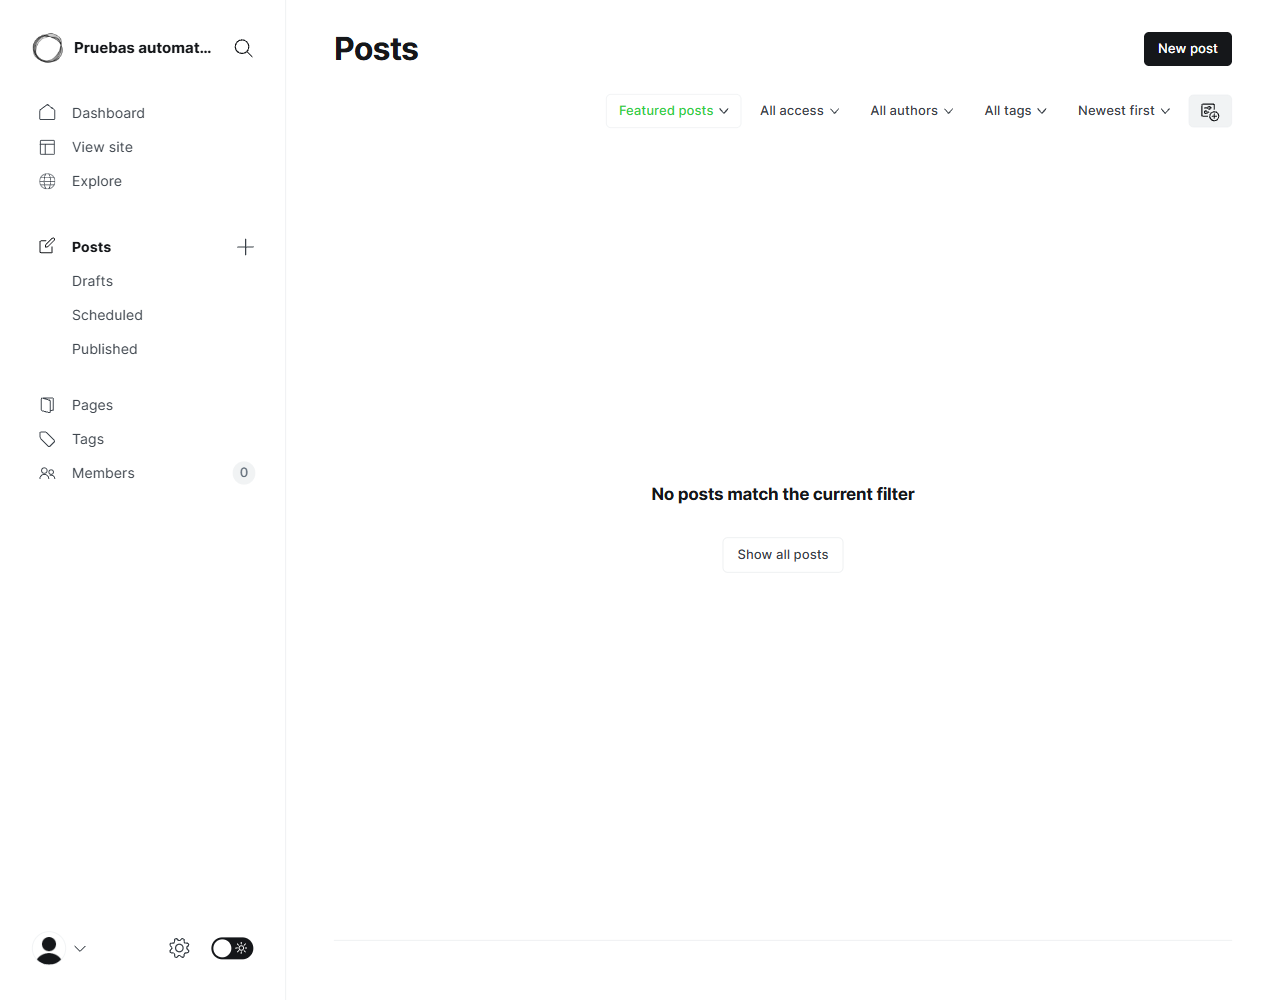 Pruebas automat...
Dashboard
View site
Explore
Posts
Drafts
Scheduled
Published
Pages
Tags
Members 0
Posts
New post
Featured posts All access All authors All tags Newest first
No posts match the current filter
Show all posts